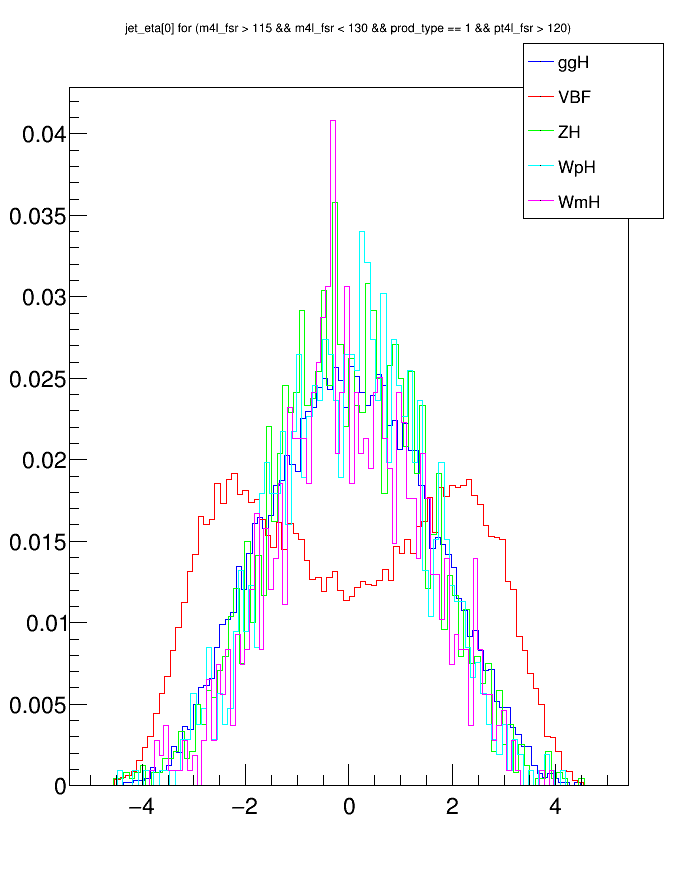 jet_eta[0] for (m4l_fsr > 115 && m4l_fsr < 130 && prod_type == 1 && pt4l_fsr > 120)
ggH
VBF
ZH
WpH
WmH
0.04
0.035
0.03
0.025
0.02
0.015
0.01
0.005
0
−4 −2 0 2 4